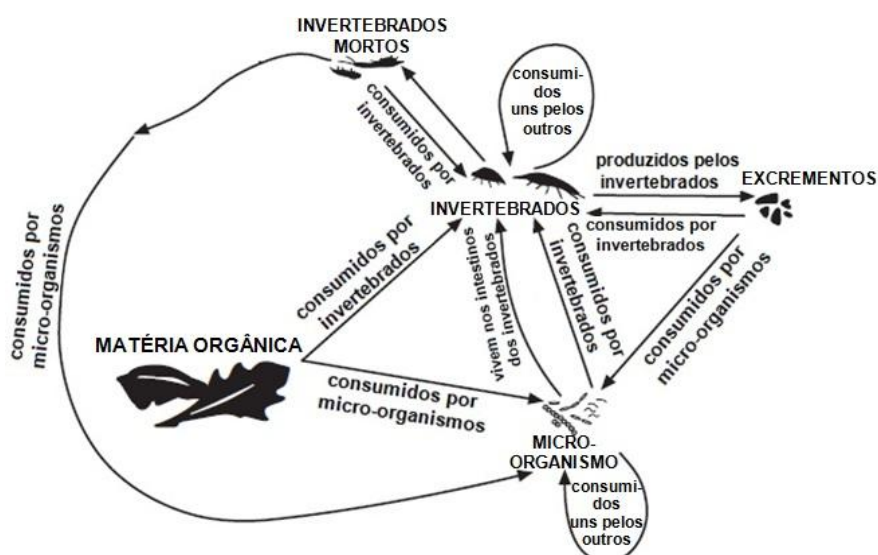 INVERTEBRADOS
MORTOS
consumidos por
invertebrados
consumi-
dos
uns pelos
outros
produzidos pelos
invertebrados
EXCREMENTOS
INVERTEBRADOS
consumidos por
invertebrados
consumidos por
micro-organismos
consumidos por
invertebrados
vivem nos intestinos
dos invertebrados
consumidos por
invertebrados
consumidos por
micro-organismos
MATÉRIA ORGÂNICA
consumidos por
micro-organismos
MICRO-
ORGANISMO
consumi-
dos
uns pelos
outros